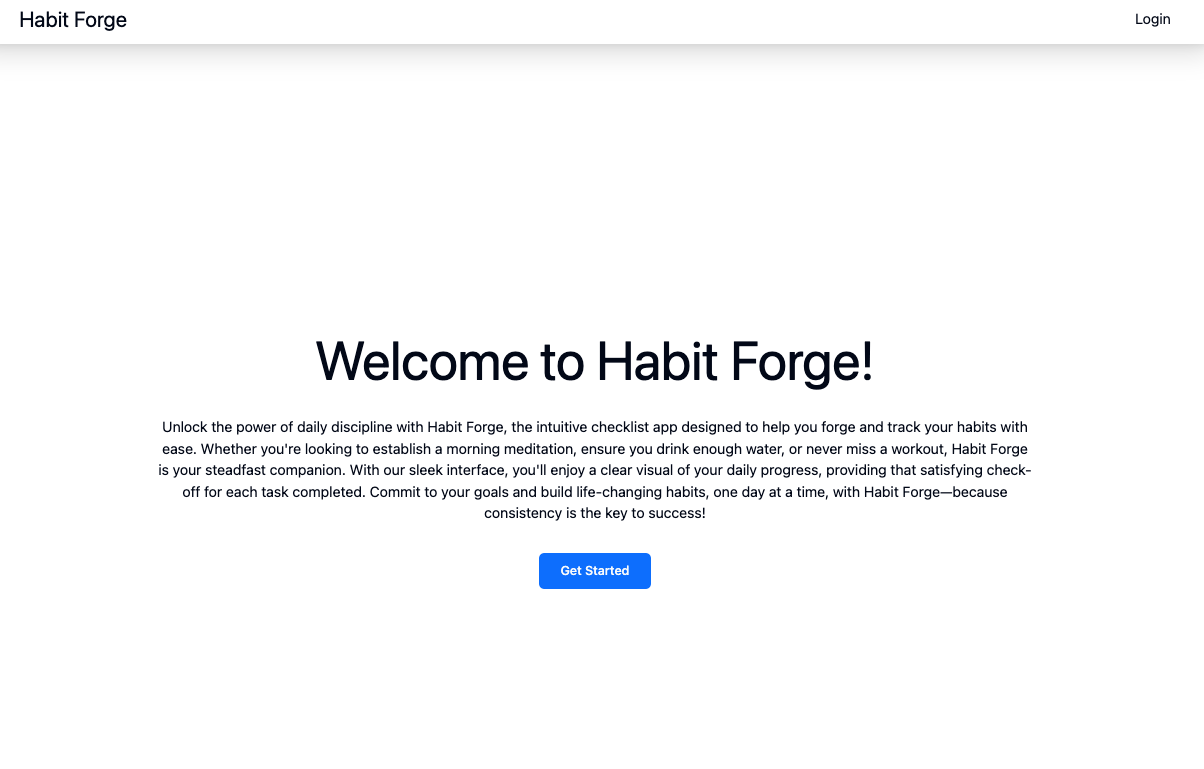 Habit Forge
Login
Welcome to Habit Forge!
Unlock the power of daily discipline with Habit Forge, the intuitive checklist app designed to help you forge and track your habits with
ease. Whether you're looking to establish a morning meditation, ensure you drink enough water, or never miss a workout, Habit Forge
is your steadfast companion. With our sleek interface, you'll enjoy a clear visual of your daily progress, providing that satisfying check-
off for each task completed. Commit to your goals and build life-changing habits, one day at a time, with Habit Forge—because
consistency is the key to success!
Get Started